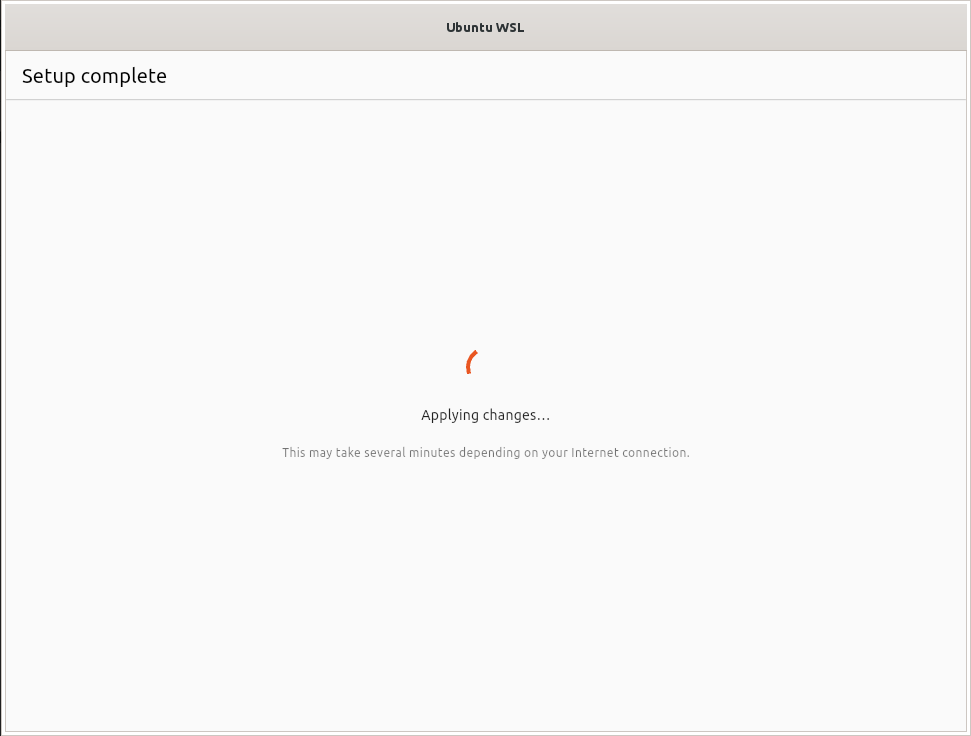 Ubuntu WSL
Setup complete
Applying changes...
This may take several minutes depending on your Internet connection.